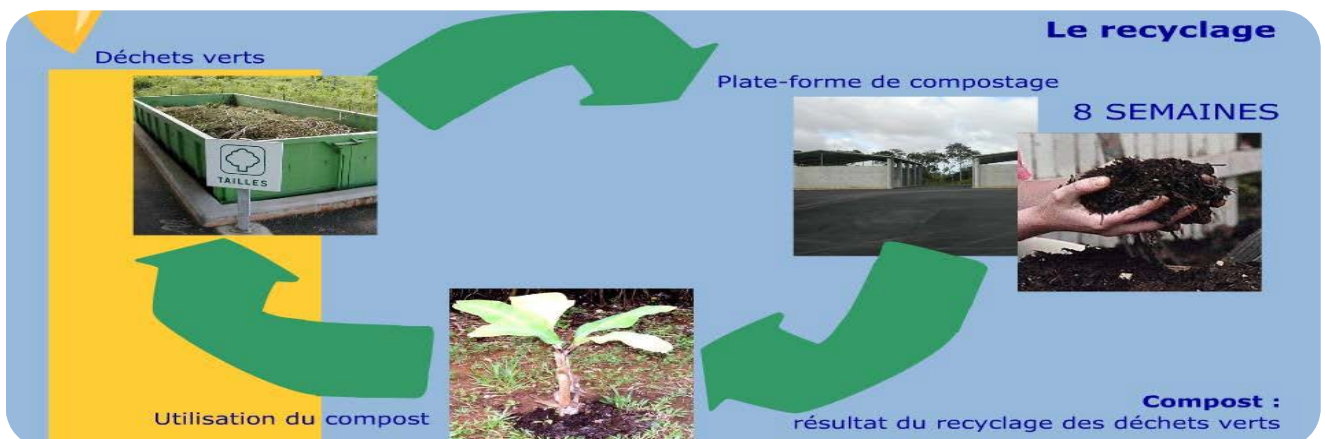 Le recyclage
Déchets verts
Plate-forme de compostage
8 SEMAINES
TAILLES
Utilisation du compost
Compost :
résultat du recyclage des déchets verts